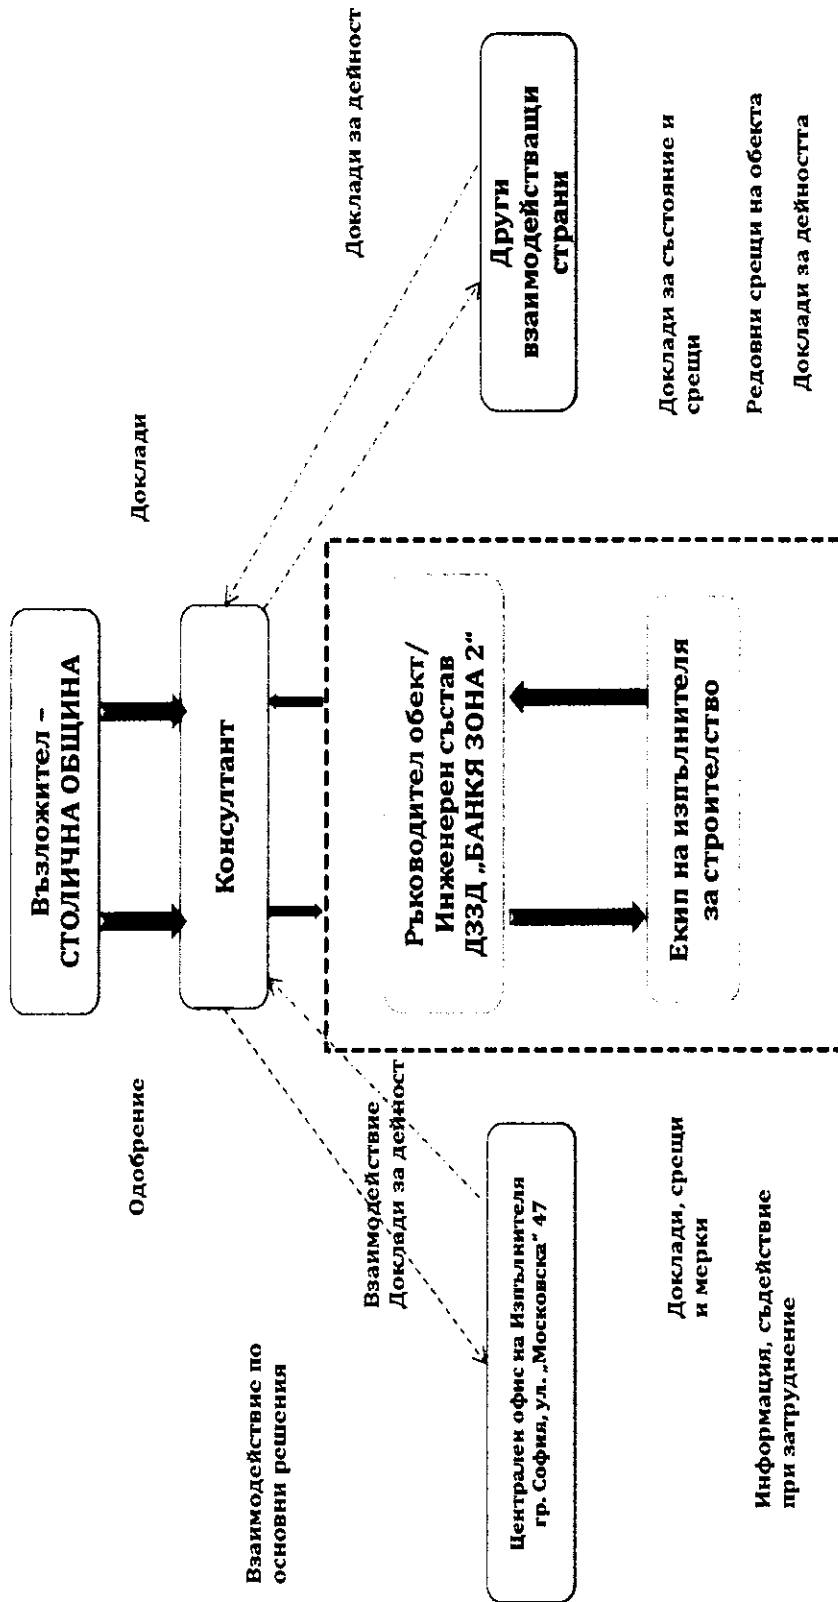 Възложител –
СТОЛИЧНА ОБЩИНА
Одобрение
Доклади
Консултант
Взаимодействие по
основни решения
Взаимодействие
Доклади за дейност
Доклади за дейност
Централен офис на Изпълнителя
гр. София, ул. „Московска“ 47
Ръководител обект/
Инженерен състав
ДЗЗД „БАНКЯ ЗОНА 2“
Други
взаимодействащи
страни
Доклади, срещи
и мерки
Екип на изпълнителя
за строителство
Доклади за състояние и
срещи
Информация, съдействие
при затруднение
Редовни срещи на обекта
Доклади за дейността